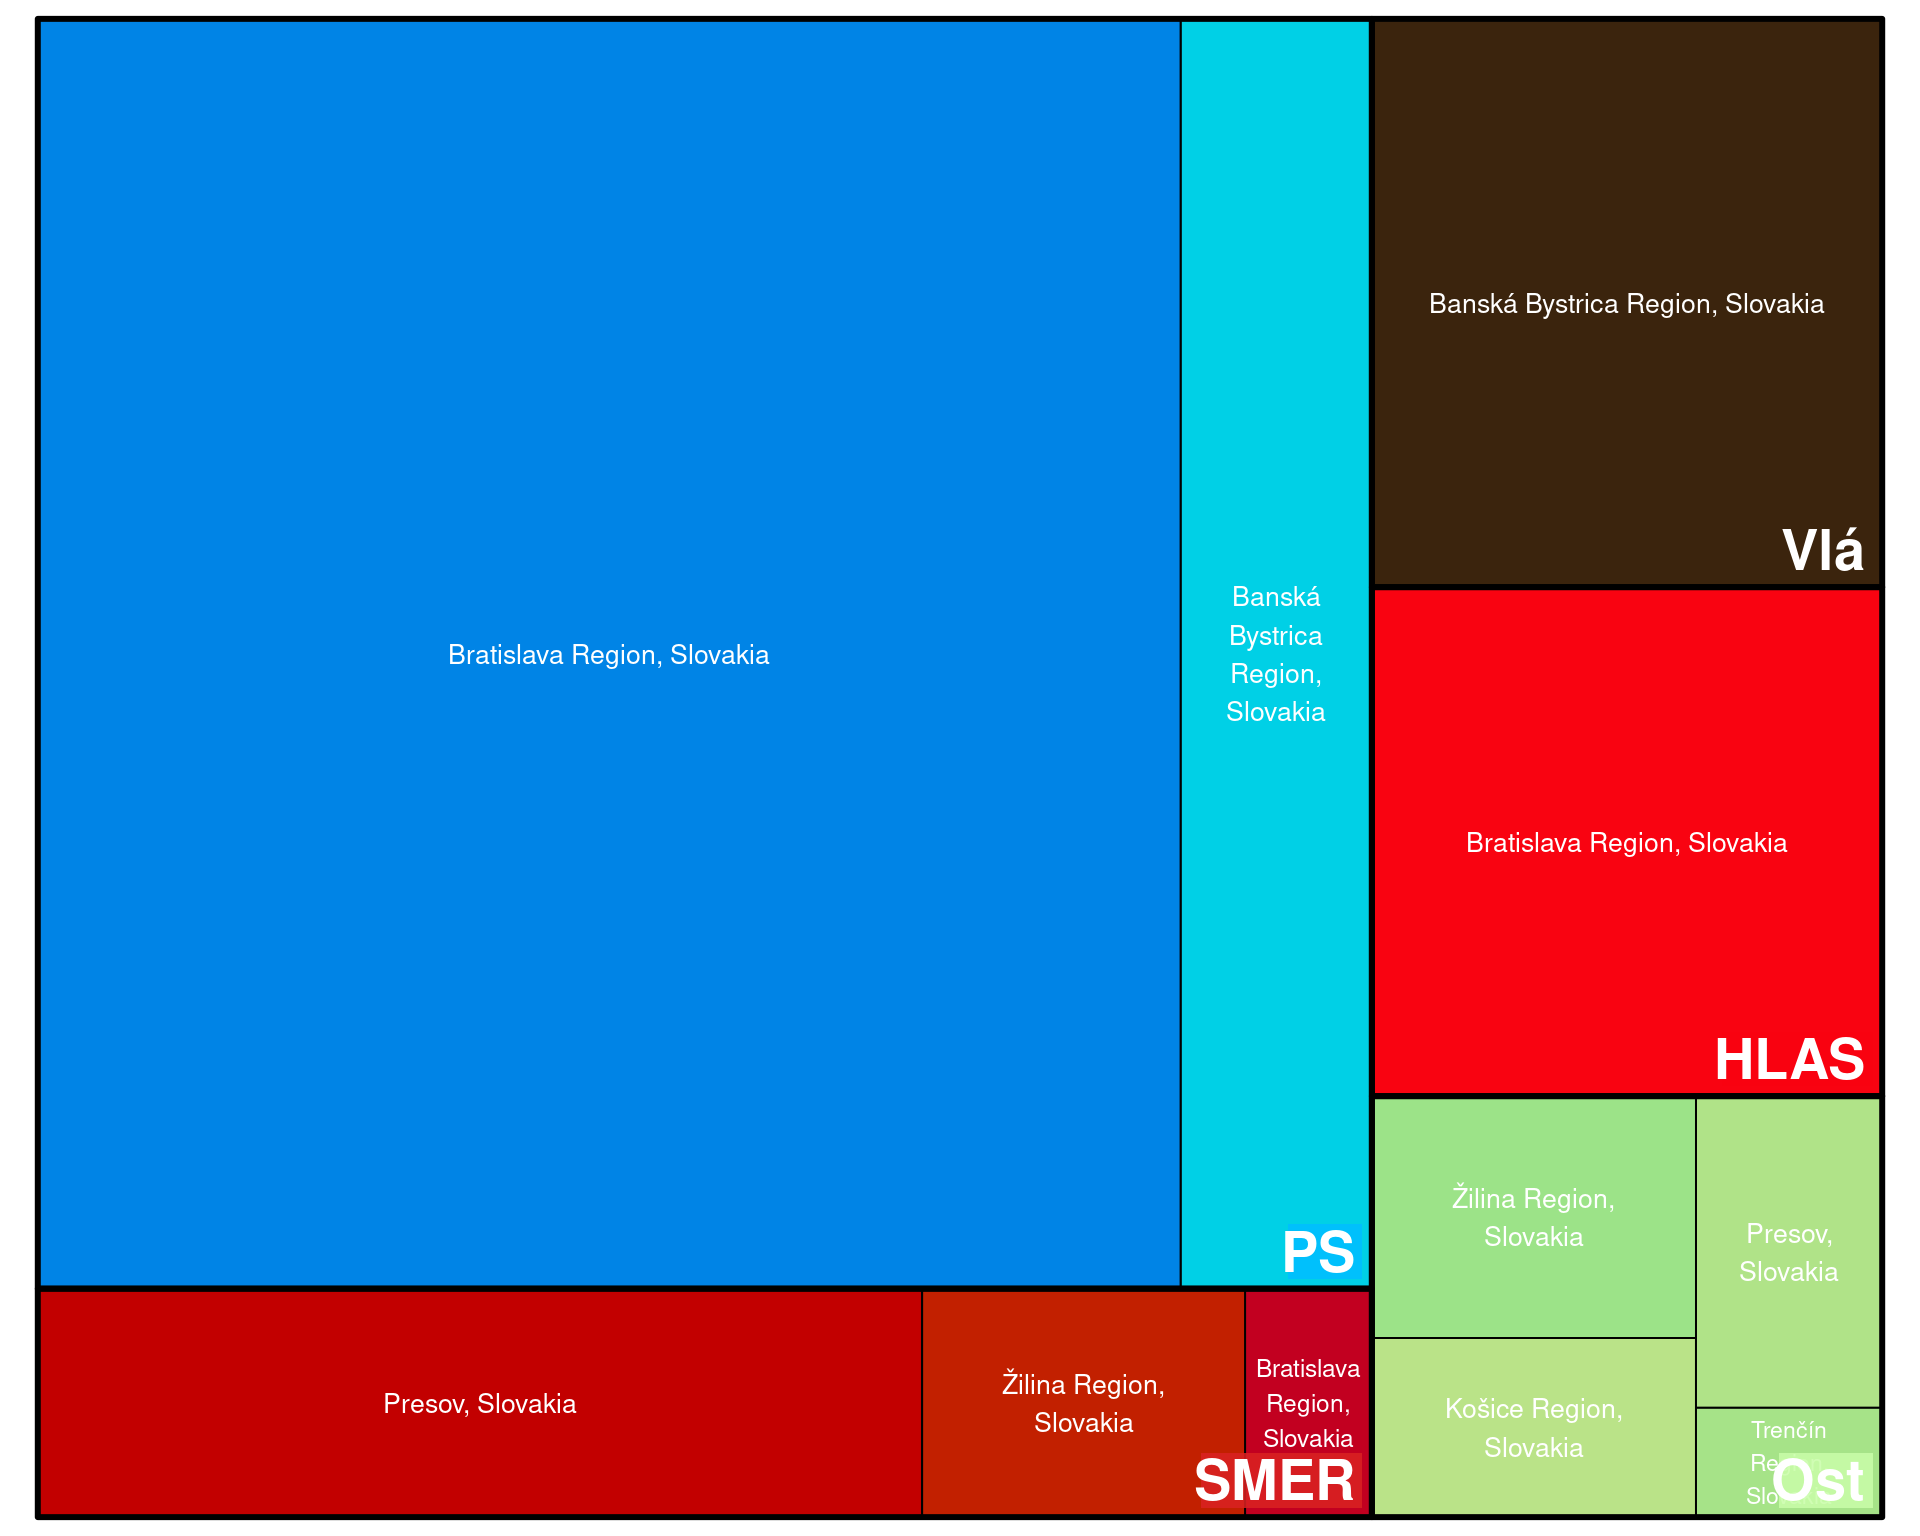 Bratislava Region, Slovakia
Banská
Bystrica
Region,
Slovakia
PS
Banská Bystrica Region, Slovakia
Vlá
Bratislava Region, Slovakia
HLAS
Presov, Slovakia
Žilina Region,
Slovakia
Bratislava
Region,
Slovakia
SMER
Žilina Region,
Slovakia
Presov,
Slovakia
Košice Region,
Slovakia
Trenčín
Ost